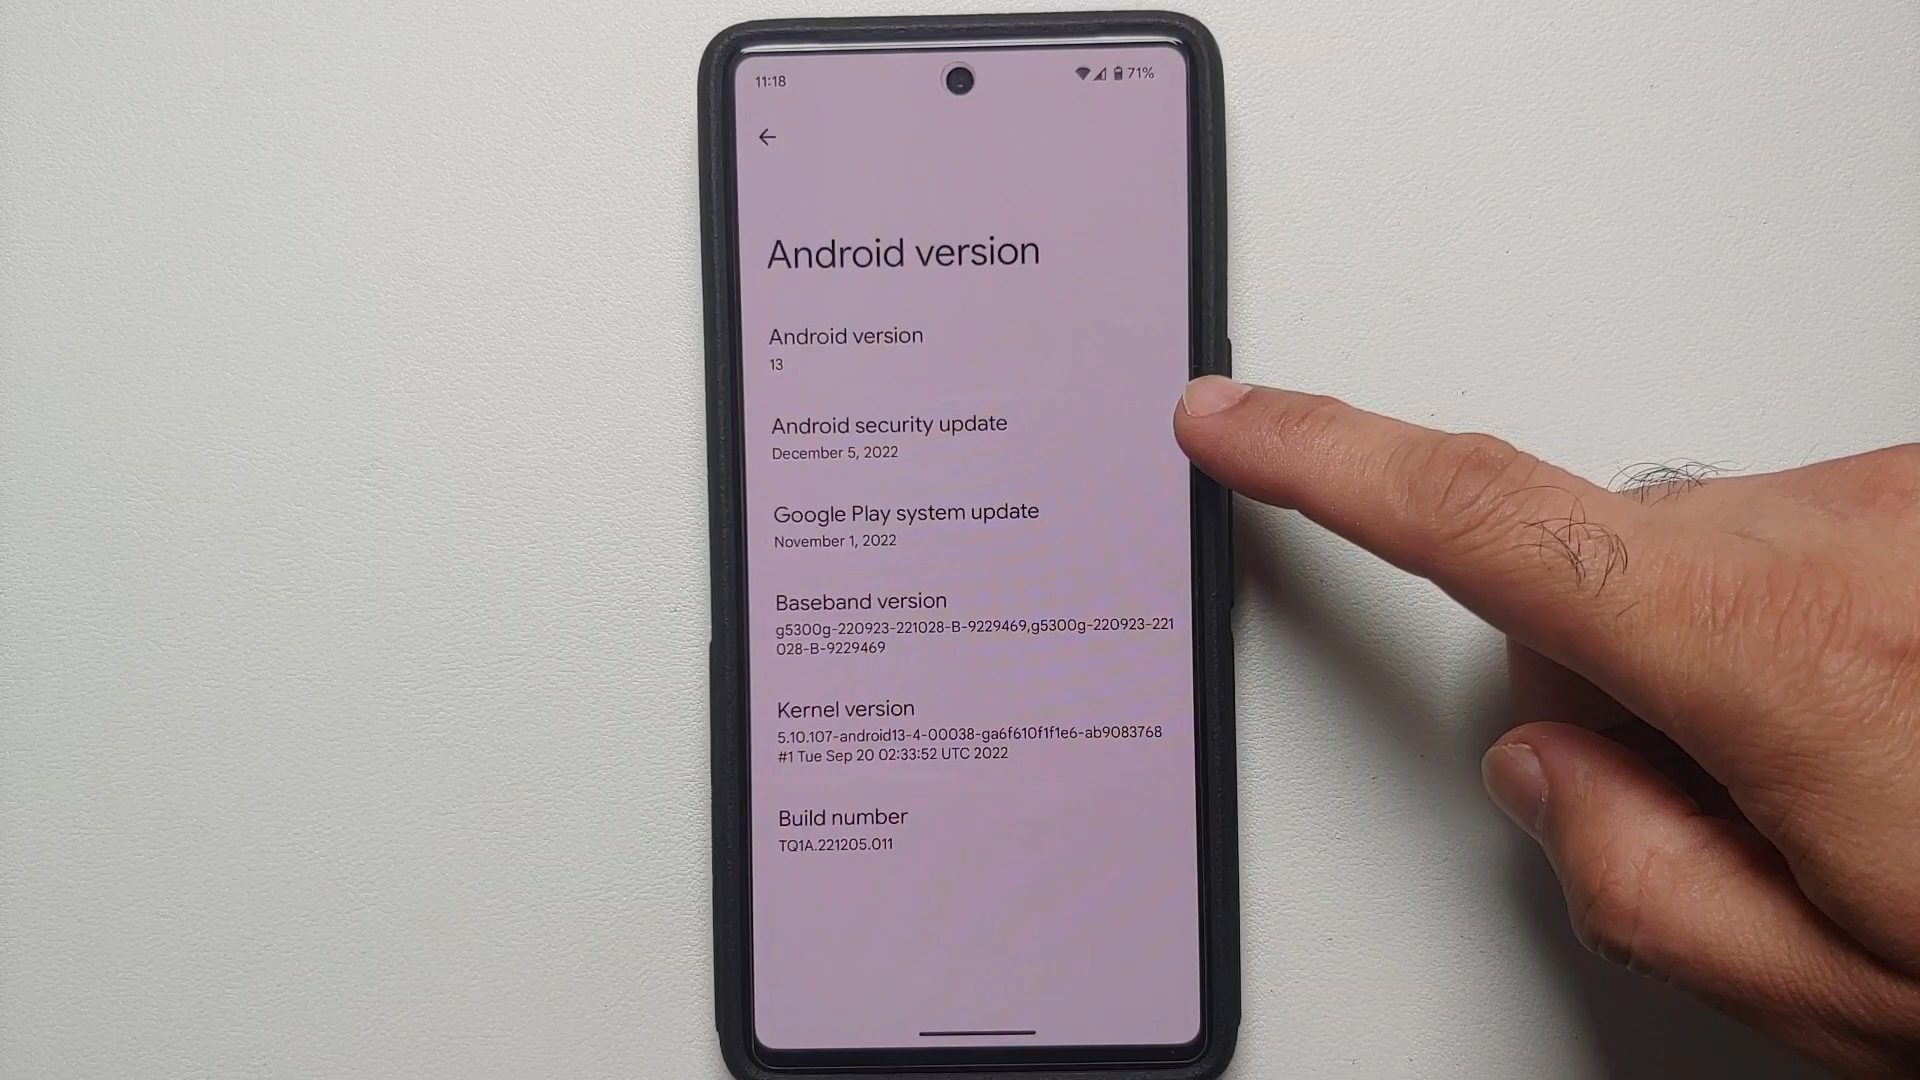 11:18
71%
Android version
Android version
13
Android security update
December 5, 2022
Google Play system update
November 1, 2022
Baseband version
g5300g-220923-221028-B-9229469,g5300g-220923-221
028-B-9229469
Kernel version
5.10.107-android13-4-00038-ga6f610f1f1e6-ab9083768
#1 Tue Sep 20 02:33:52 UTC 2022
Build number
TQ1A.221205.011